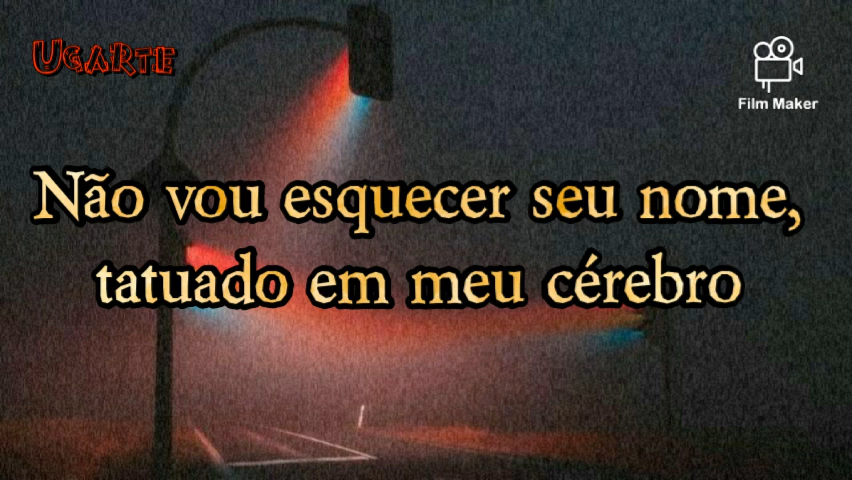 UGARTE
Film Maker
Não vou esquecer seu nome,
tatuado em meu cérebro